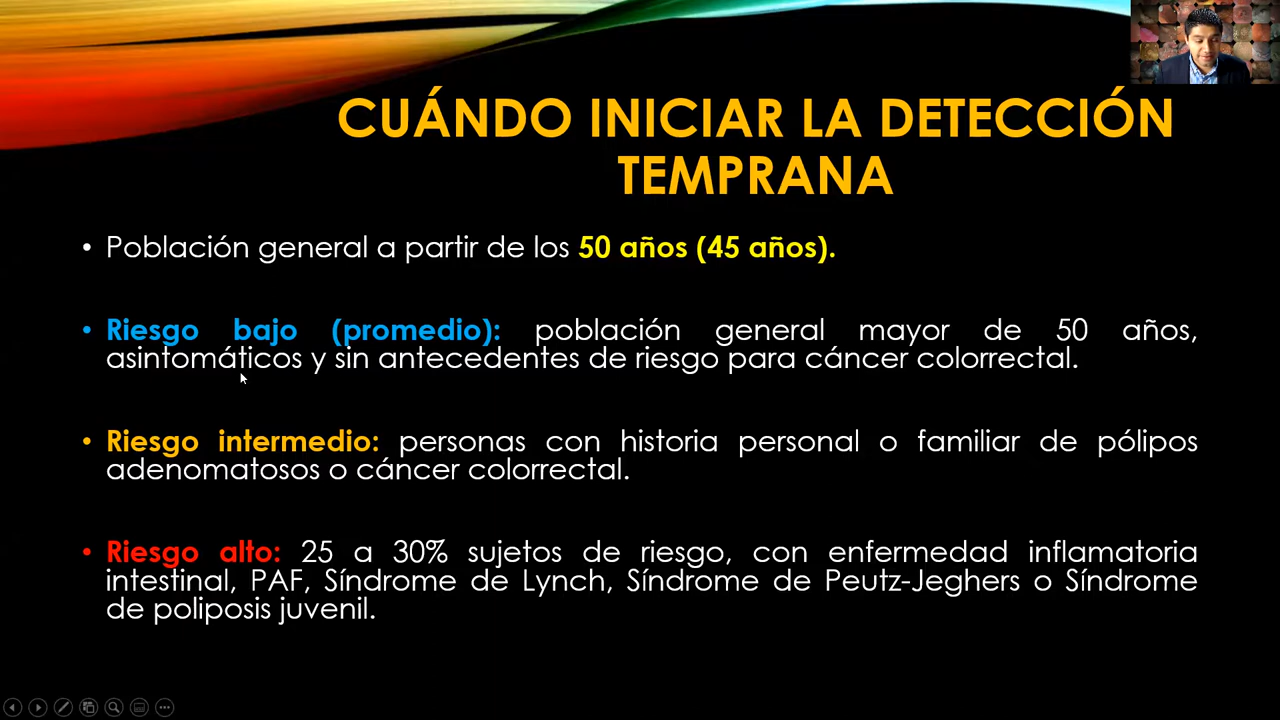 CUÁNDO INICIAR LA DETECCIÓN
TEMPRANA
• Población general a partir de los 50 años (45 años).
• Riesgo bajo (promedio): población general mayor de 50 años,
asintomáticos y sin antecedentes de riesgo para cáncer colorrectal.
• Riesgo intermedio: personas con historia personal o familiar de pólipos
adenomatosos o cáncer colorrectal.
• Riesgo alto: 25 a 30% sujetos de riesgo, con enfermedad inflamatoria
intestinal, PAF, Síndrome de Lynch, Síndrome de Peutz-Jeghers o Síndrome
de poliposis juvenil.